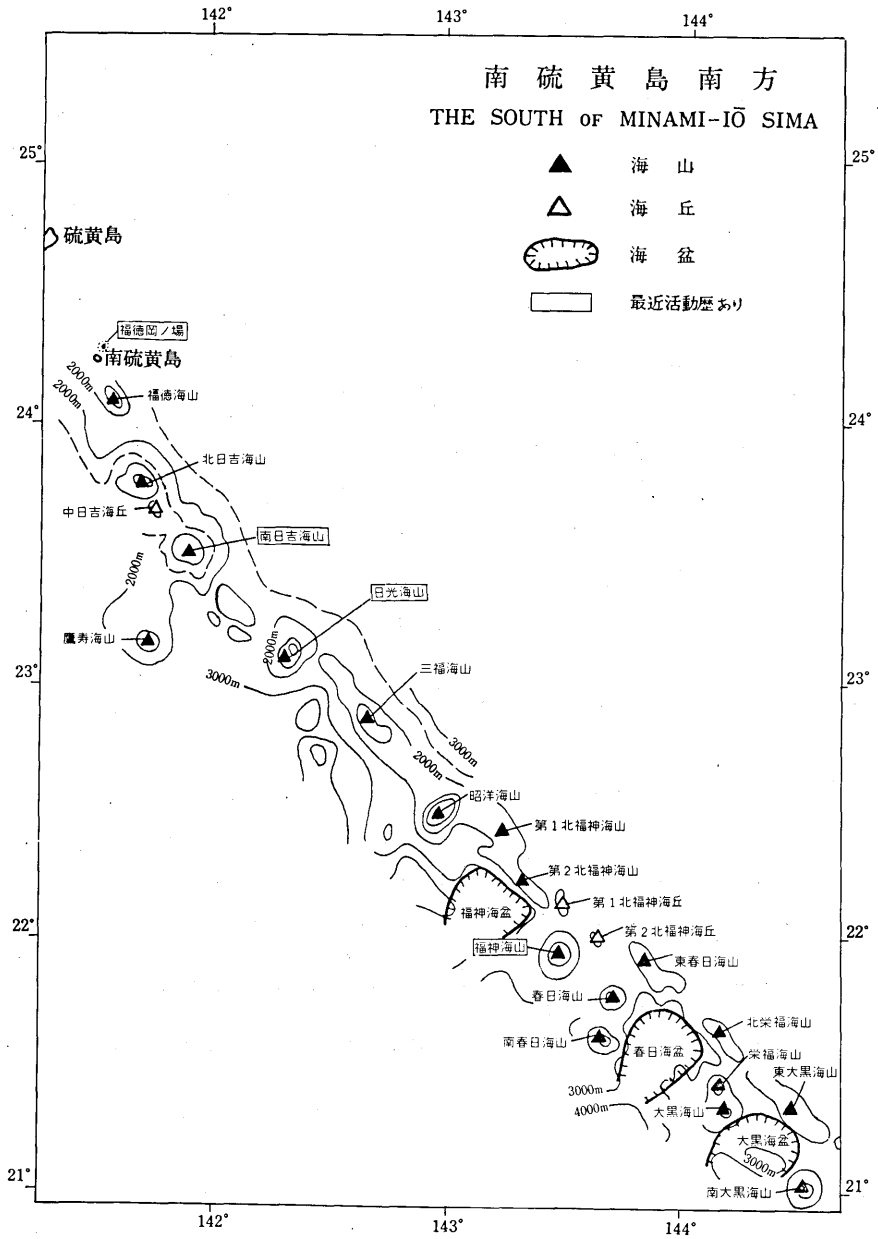 142°
143°
144°
南硫黄島南方
THE SOUTH OF MINAMI-IŌ SIMA
25°
25°
海山
海丘
海盆
最近活動歴あり
硫黄島
福徳岡ノ場
南硫黄島
2000m
2000m
福徳海山
24°
24°
北日吉海山
中日吉海丘
南日吉海山
2000m
日光海山
鷹寿海山
2000m
23°
23°
3000m
三福海山
3000m
2000m
昭洋海山
第1北福神海山
第2北福神海山
第1北福神海丘
福神海盆
22°
22°
第2北福神海丘
福神海山
東春日海山
春日海山
北栄福海山
南春日海山
春日海盆
栄福海山
東大黒海山
3000m
4000m
大黒海山
大黒海盆
3000m
21°
21°
南大黒海山
142°
143°
144°